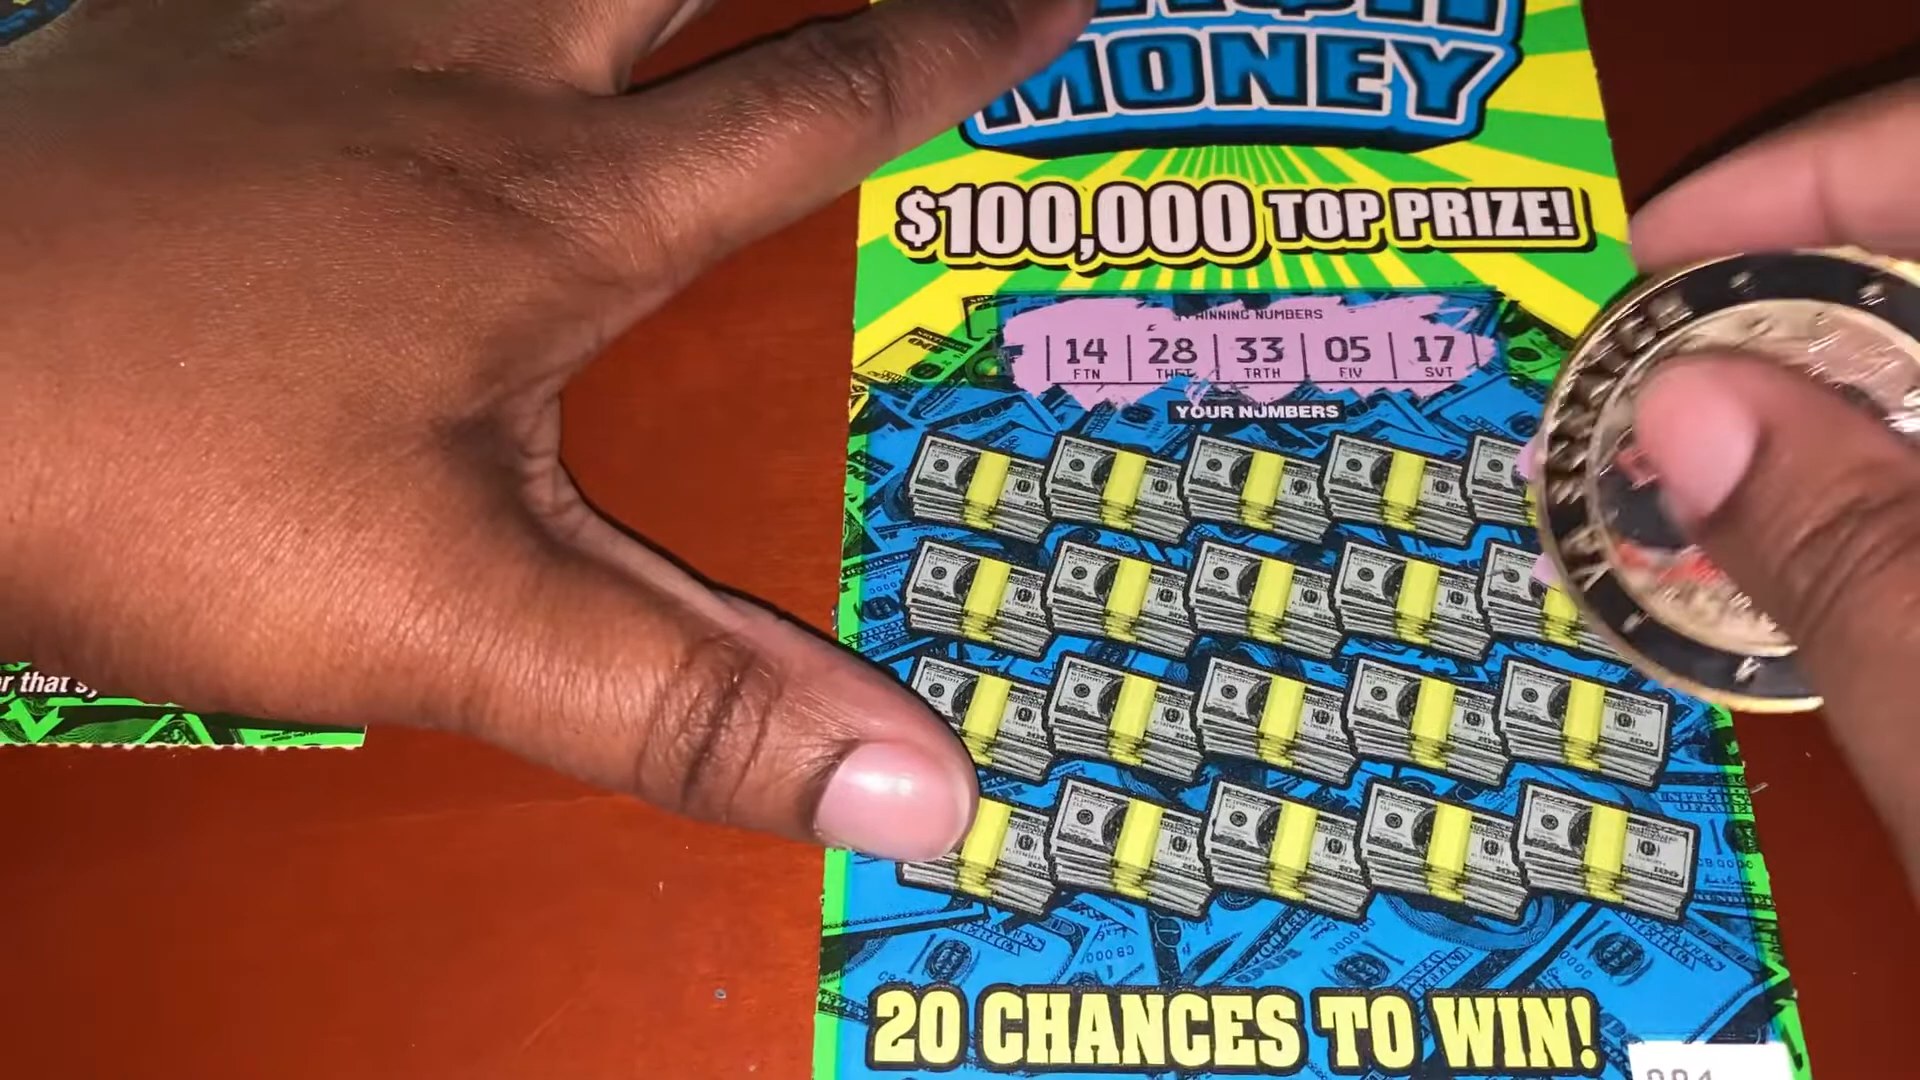 MONEY
$100,000 TOP PRIZE!
WINNING NUMBERS
14 28 33 05 17
FTN THET TRTH FIV SVT
YOUR NUMBERS
20 CHANCES TO WIN!